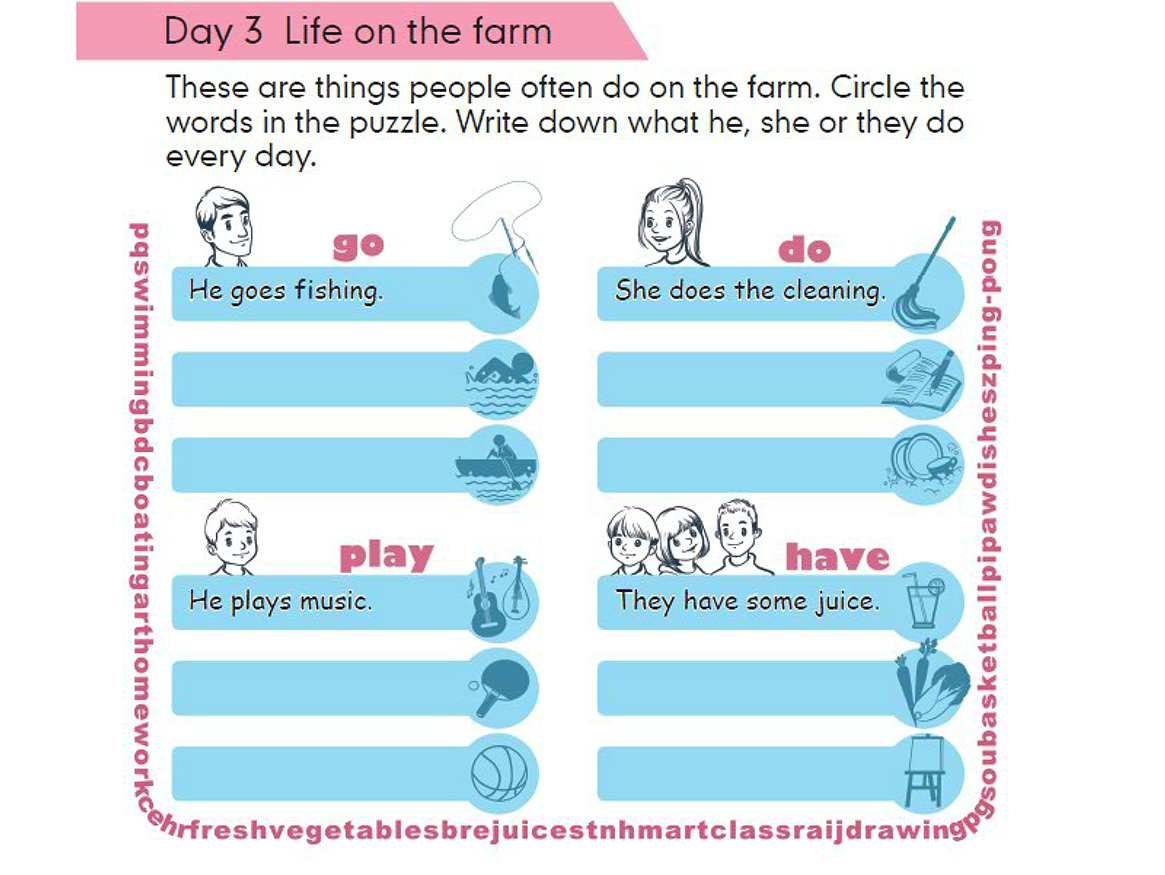 Day 3 Life on the farm
These are things people often do on the farm. Circle the
words in the puzzle. Write down what he, she or they do
every day.
go
He goes fishing.
do
She does the cleaning.
play
He plays music.
have
They have some juice.
pqswimmingbdcboatingarthomeworkcehrfreshvegetablesbrejuicestnhmartclassraijdrawingpgsoubasketballpipawdisheszping-pong